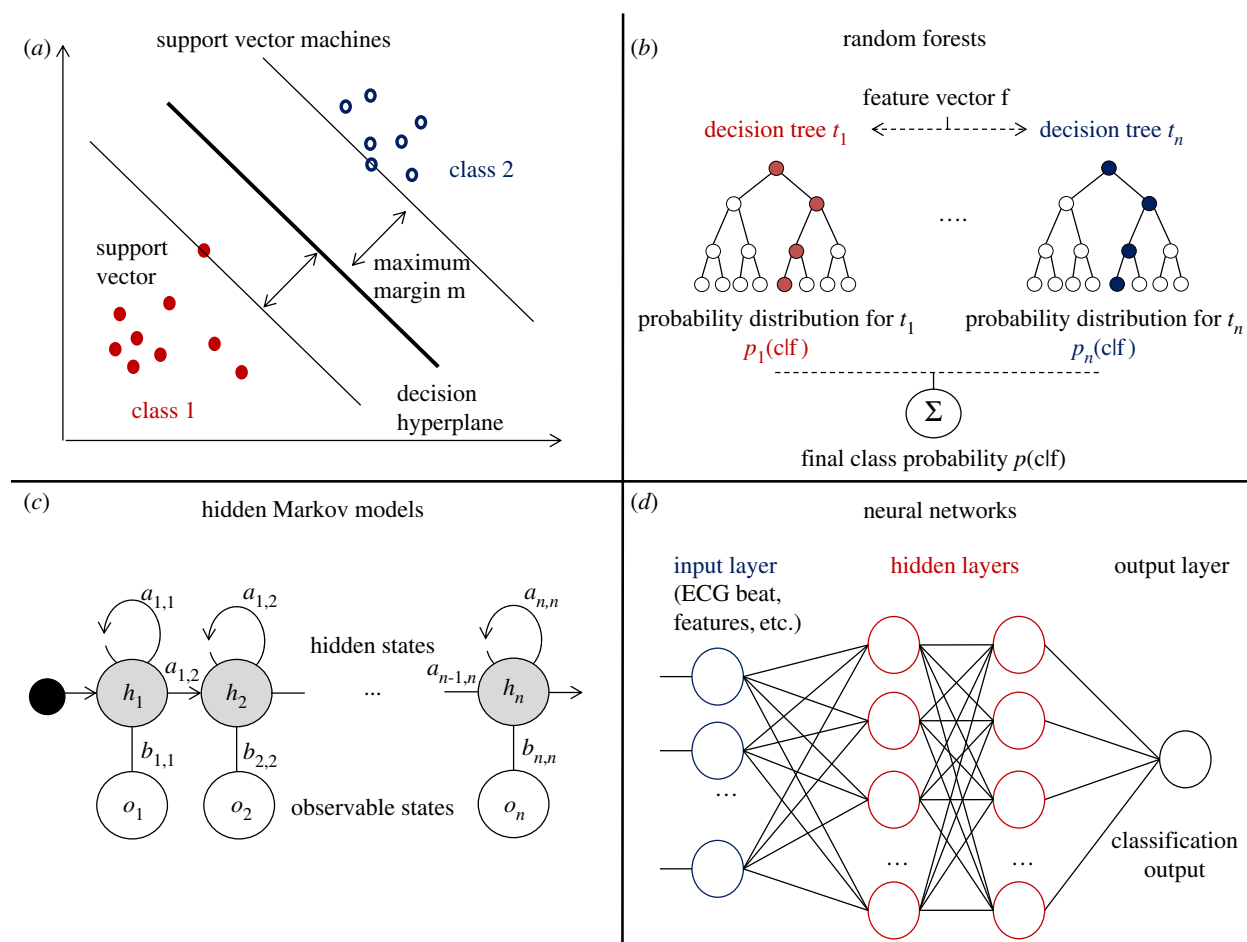 (a)
support vector machines
class 2
support
vector
maximum
margin m
class 1
decision
hyperplane
(b)
random forests
feature vector f
decision tree t1
decision tree tn
....
probability distribution for t1
probability distribution for tn
p1(c|f)
pn(c|f)
Σ
final class probability p(c|f)
(c)
hidden Markov models
a1,1
a1,2
an,n
hidden states
a1,2
an-1,n
h1
h2
...
hn
b1,1
b2,2
bn,n
o1
o2
observable states
on
(d)
neural networks
input layer
hidden layers
output layer
(ECG beat,
features, etc.)
...
...
...
classification
output